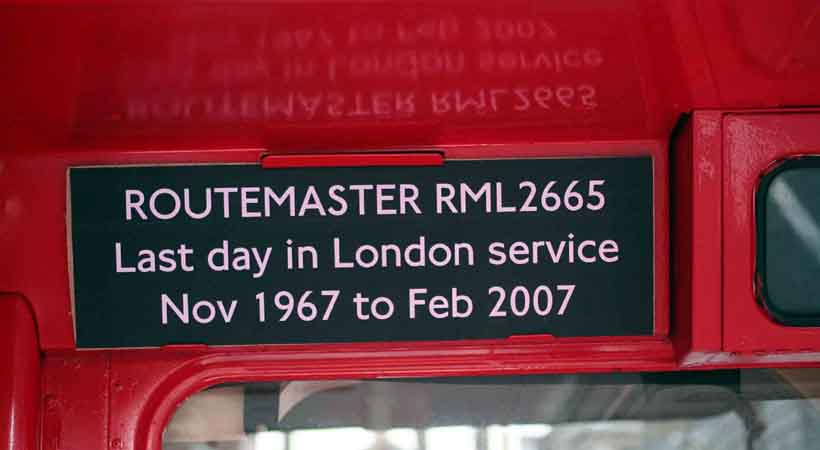 ROUTEMASTER RML2665
Last day in London service
Nov 1967 to Feb 2007